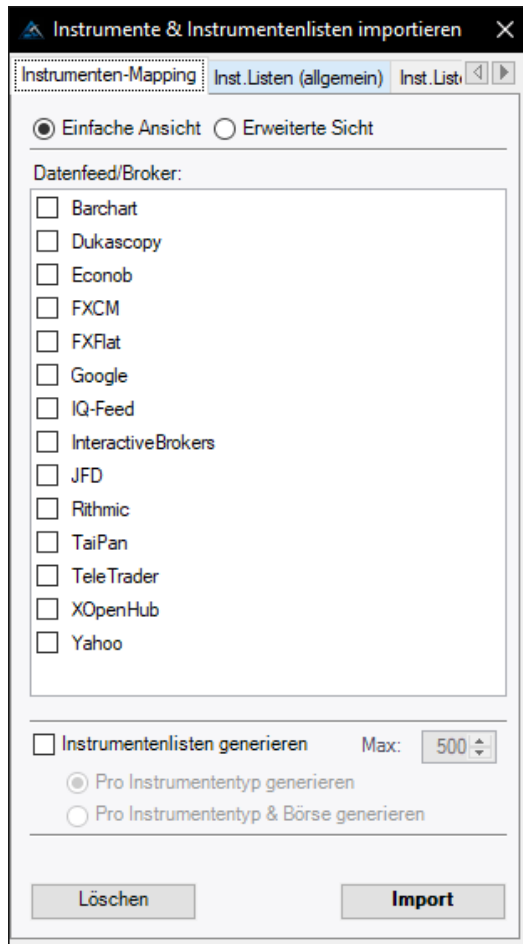 Instrumente & Instrumentenlisten importieren
Instrumenten-Mapping Inst.Listen (allgemein)
Einfache Ansicht Erweiterte Sicht
Datenfeed/Broker:
Barchart
Dukascopy
Econob
FXCM
FXFlat
Google
IQ-Feed
InteractiveBrokers
JFD
Rithmic
TaiPan
TeleTrader
XOpenHub
Yahoo
Instrumentenlisten generieren Max: 500
Pro Instrumententyp generieren
Pro Instrumententyp & Börse generieren
Löschen Import